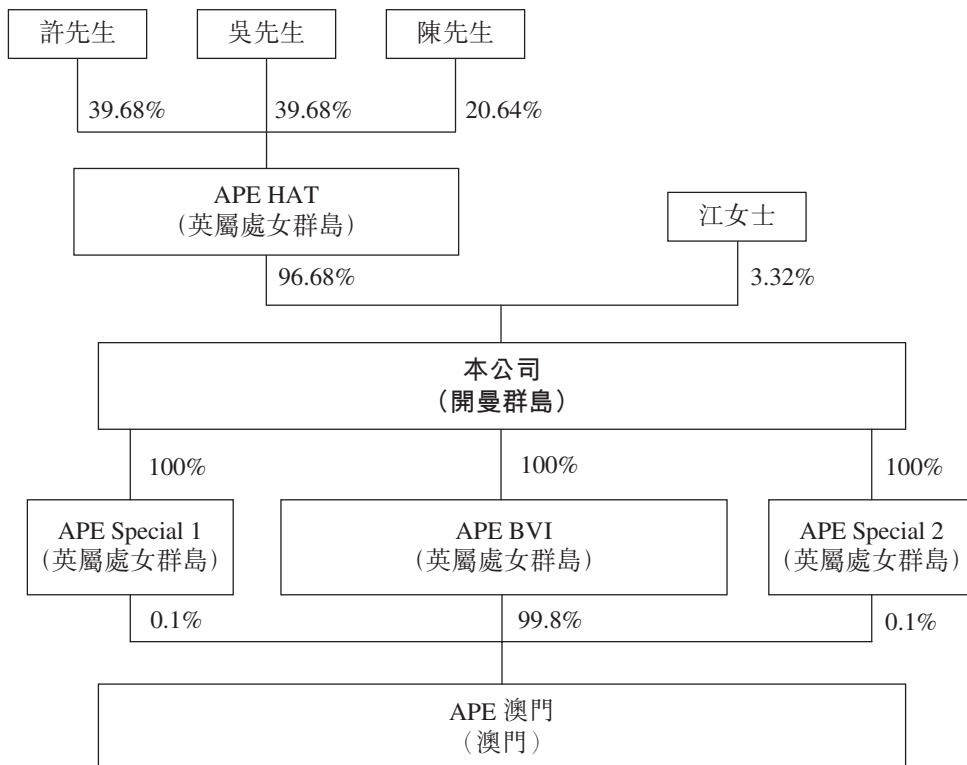 許先生
吳先生
陳先生
39.68%
39.68%
20.64%
APE HAT
（英屬處女群島）
江女士
96.68%
3.32%
本公司
（開曼群島）
100%
100%
100%
APE Special 1
（英屬處女群島）
APE BVI
（英屬處女群島）
APE Special 2
（英屬處女群島）
0.1%
99.8%
0.1%
APE 澳門
（澳門）